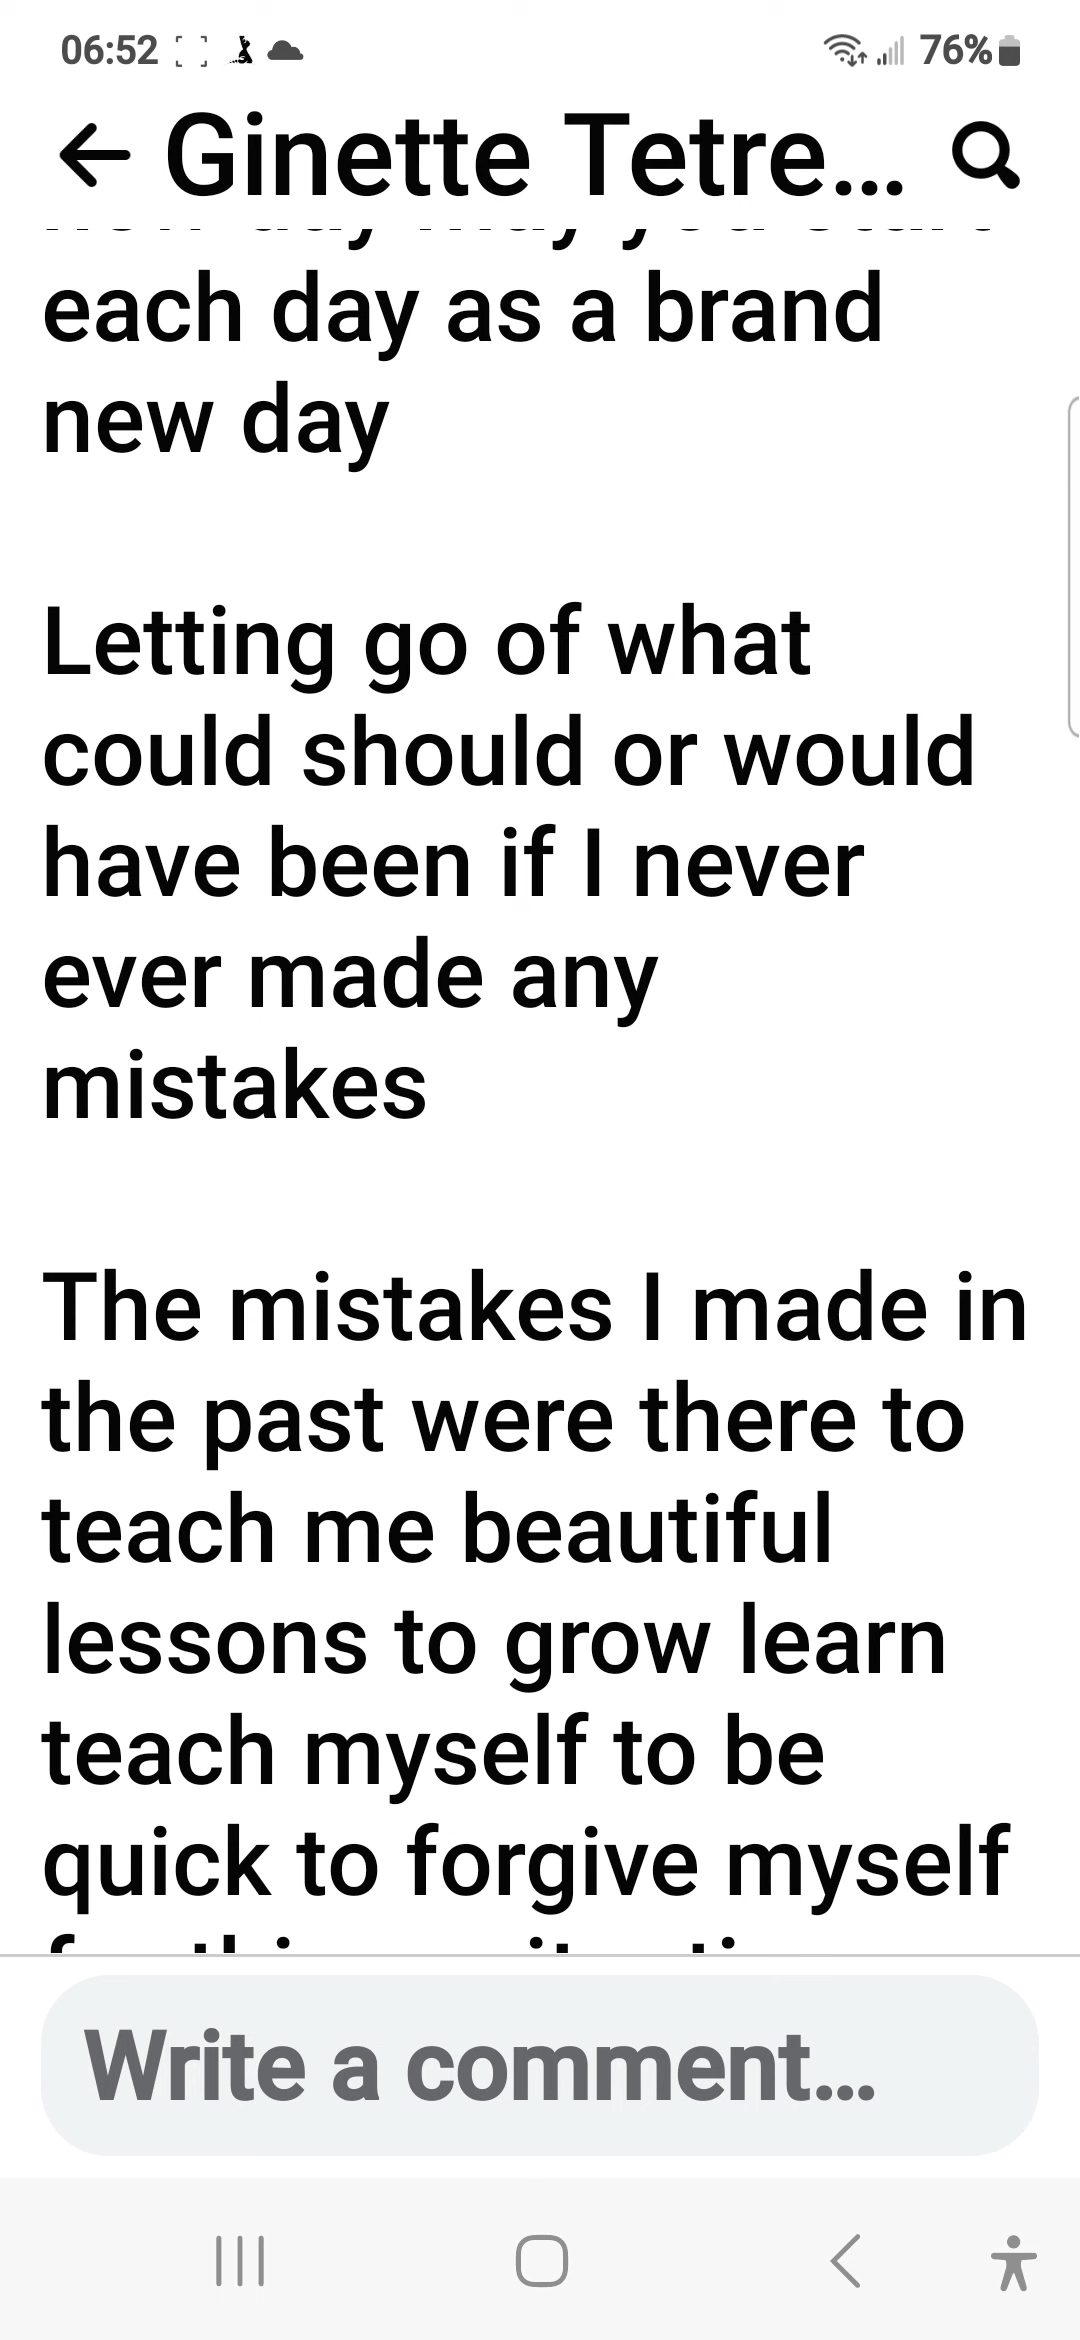 06:52 76%
Ginette Tetre...
each day as a brand
new day
Letting go of what
could should or would
have been if I never
ever made any
mistakes
The mistakes I made in
the past were there to
teach me beautiful
lessons to grow learn
teach myself to be
quick to forgive myself
Write a comment...